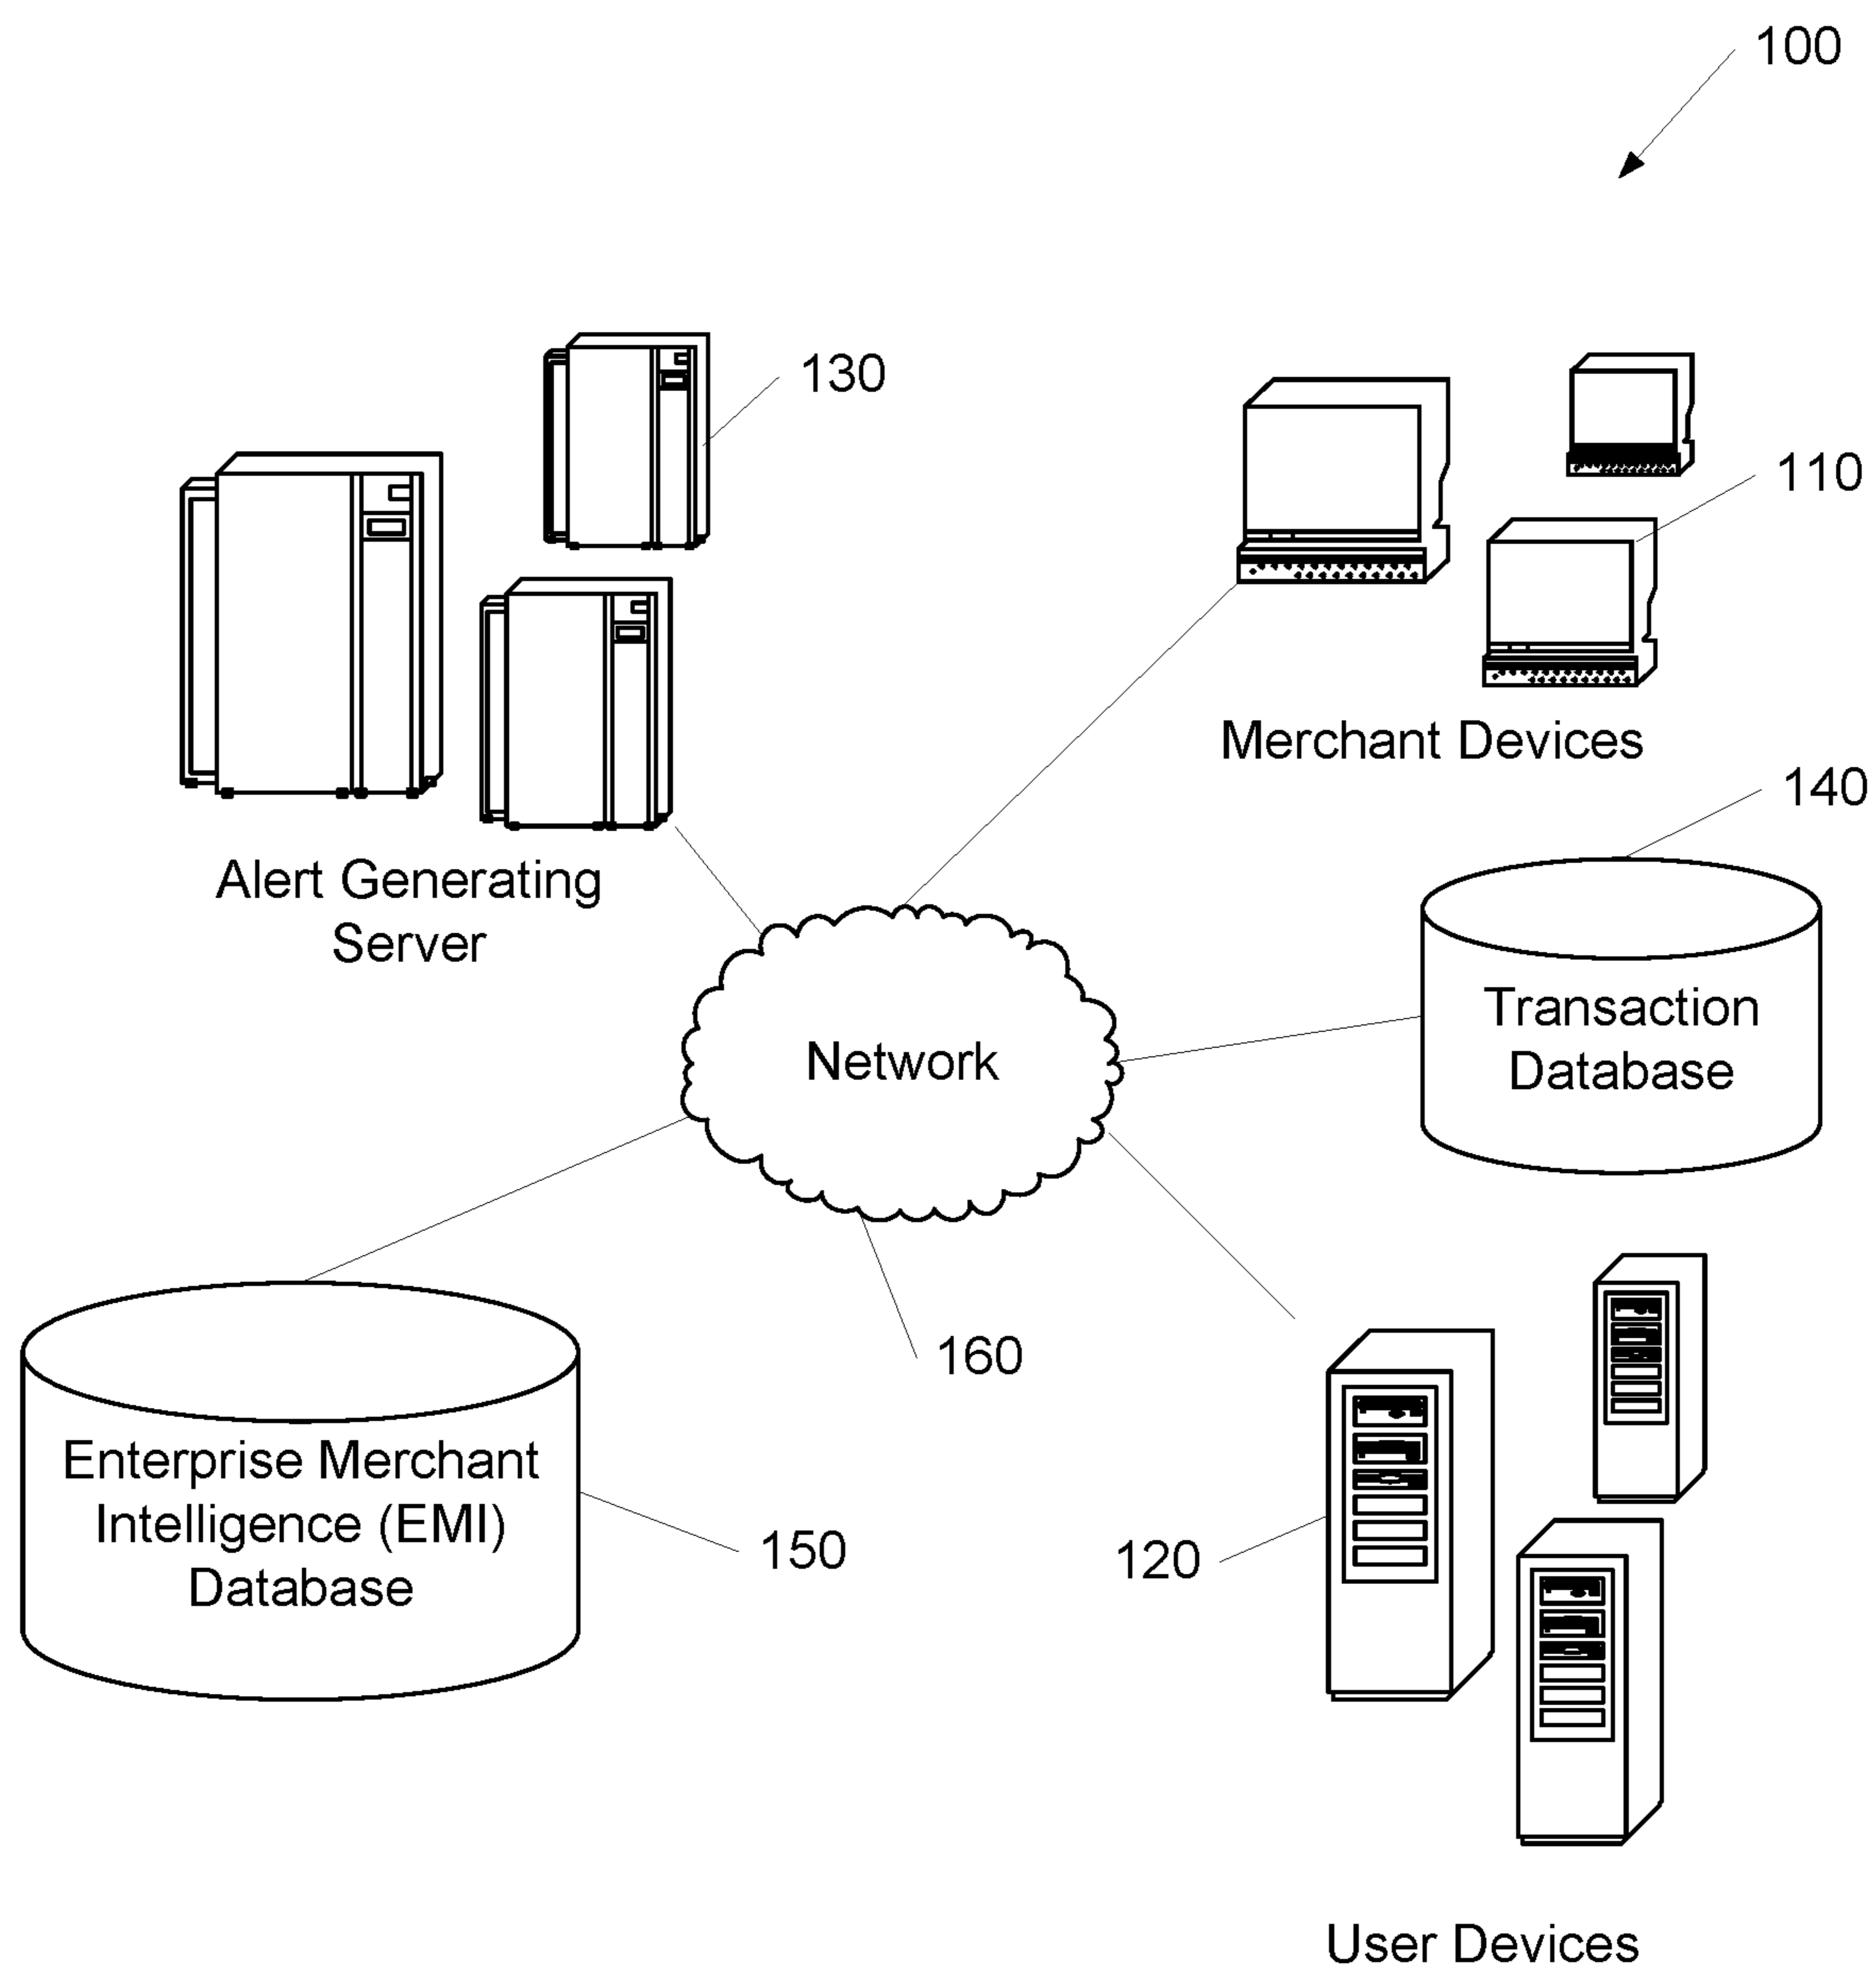 100
130
110
Merchant Devices
140
Alert Generating
Server
Transaction
Database
Network
160
Enterprise Merchant
Intelligence (EMI)
Database
150
120
User Devices